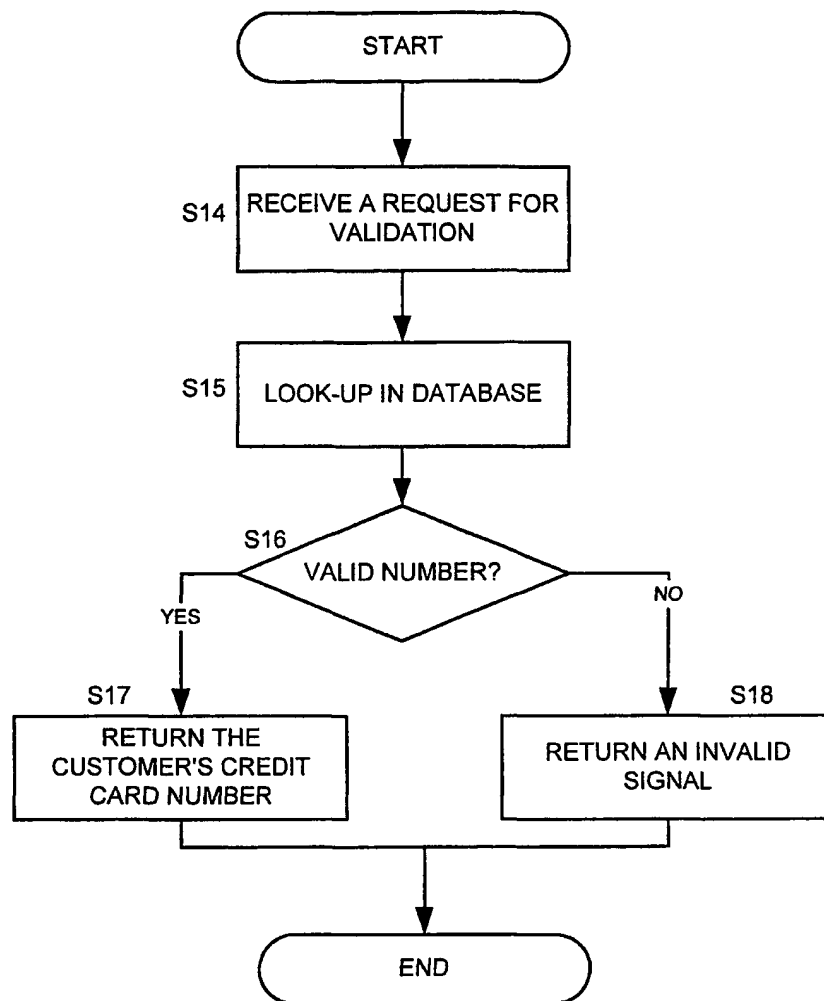 START
S14
RECEIVE A REQUEST FOR
VALIDATION
S15
LOOK-UP IN DATABASE
S16
VALID NUMBER?
YES
NO
S17
RETURN THE
CUSTOMER'S CREDIT
CARD NUMBER
S18
RETURN AN INVALID
SIGNAL
END